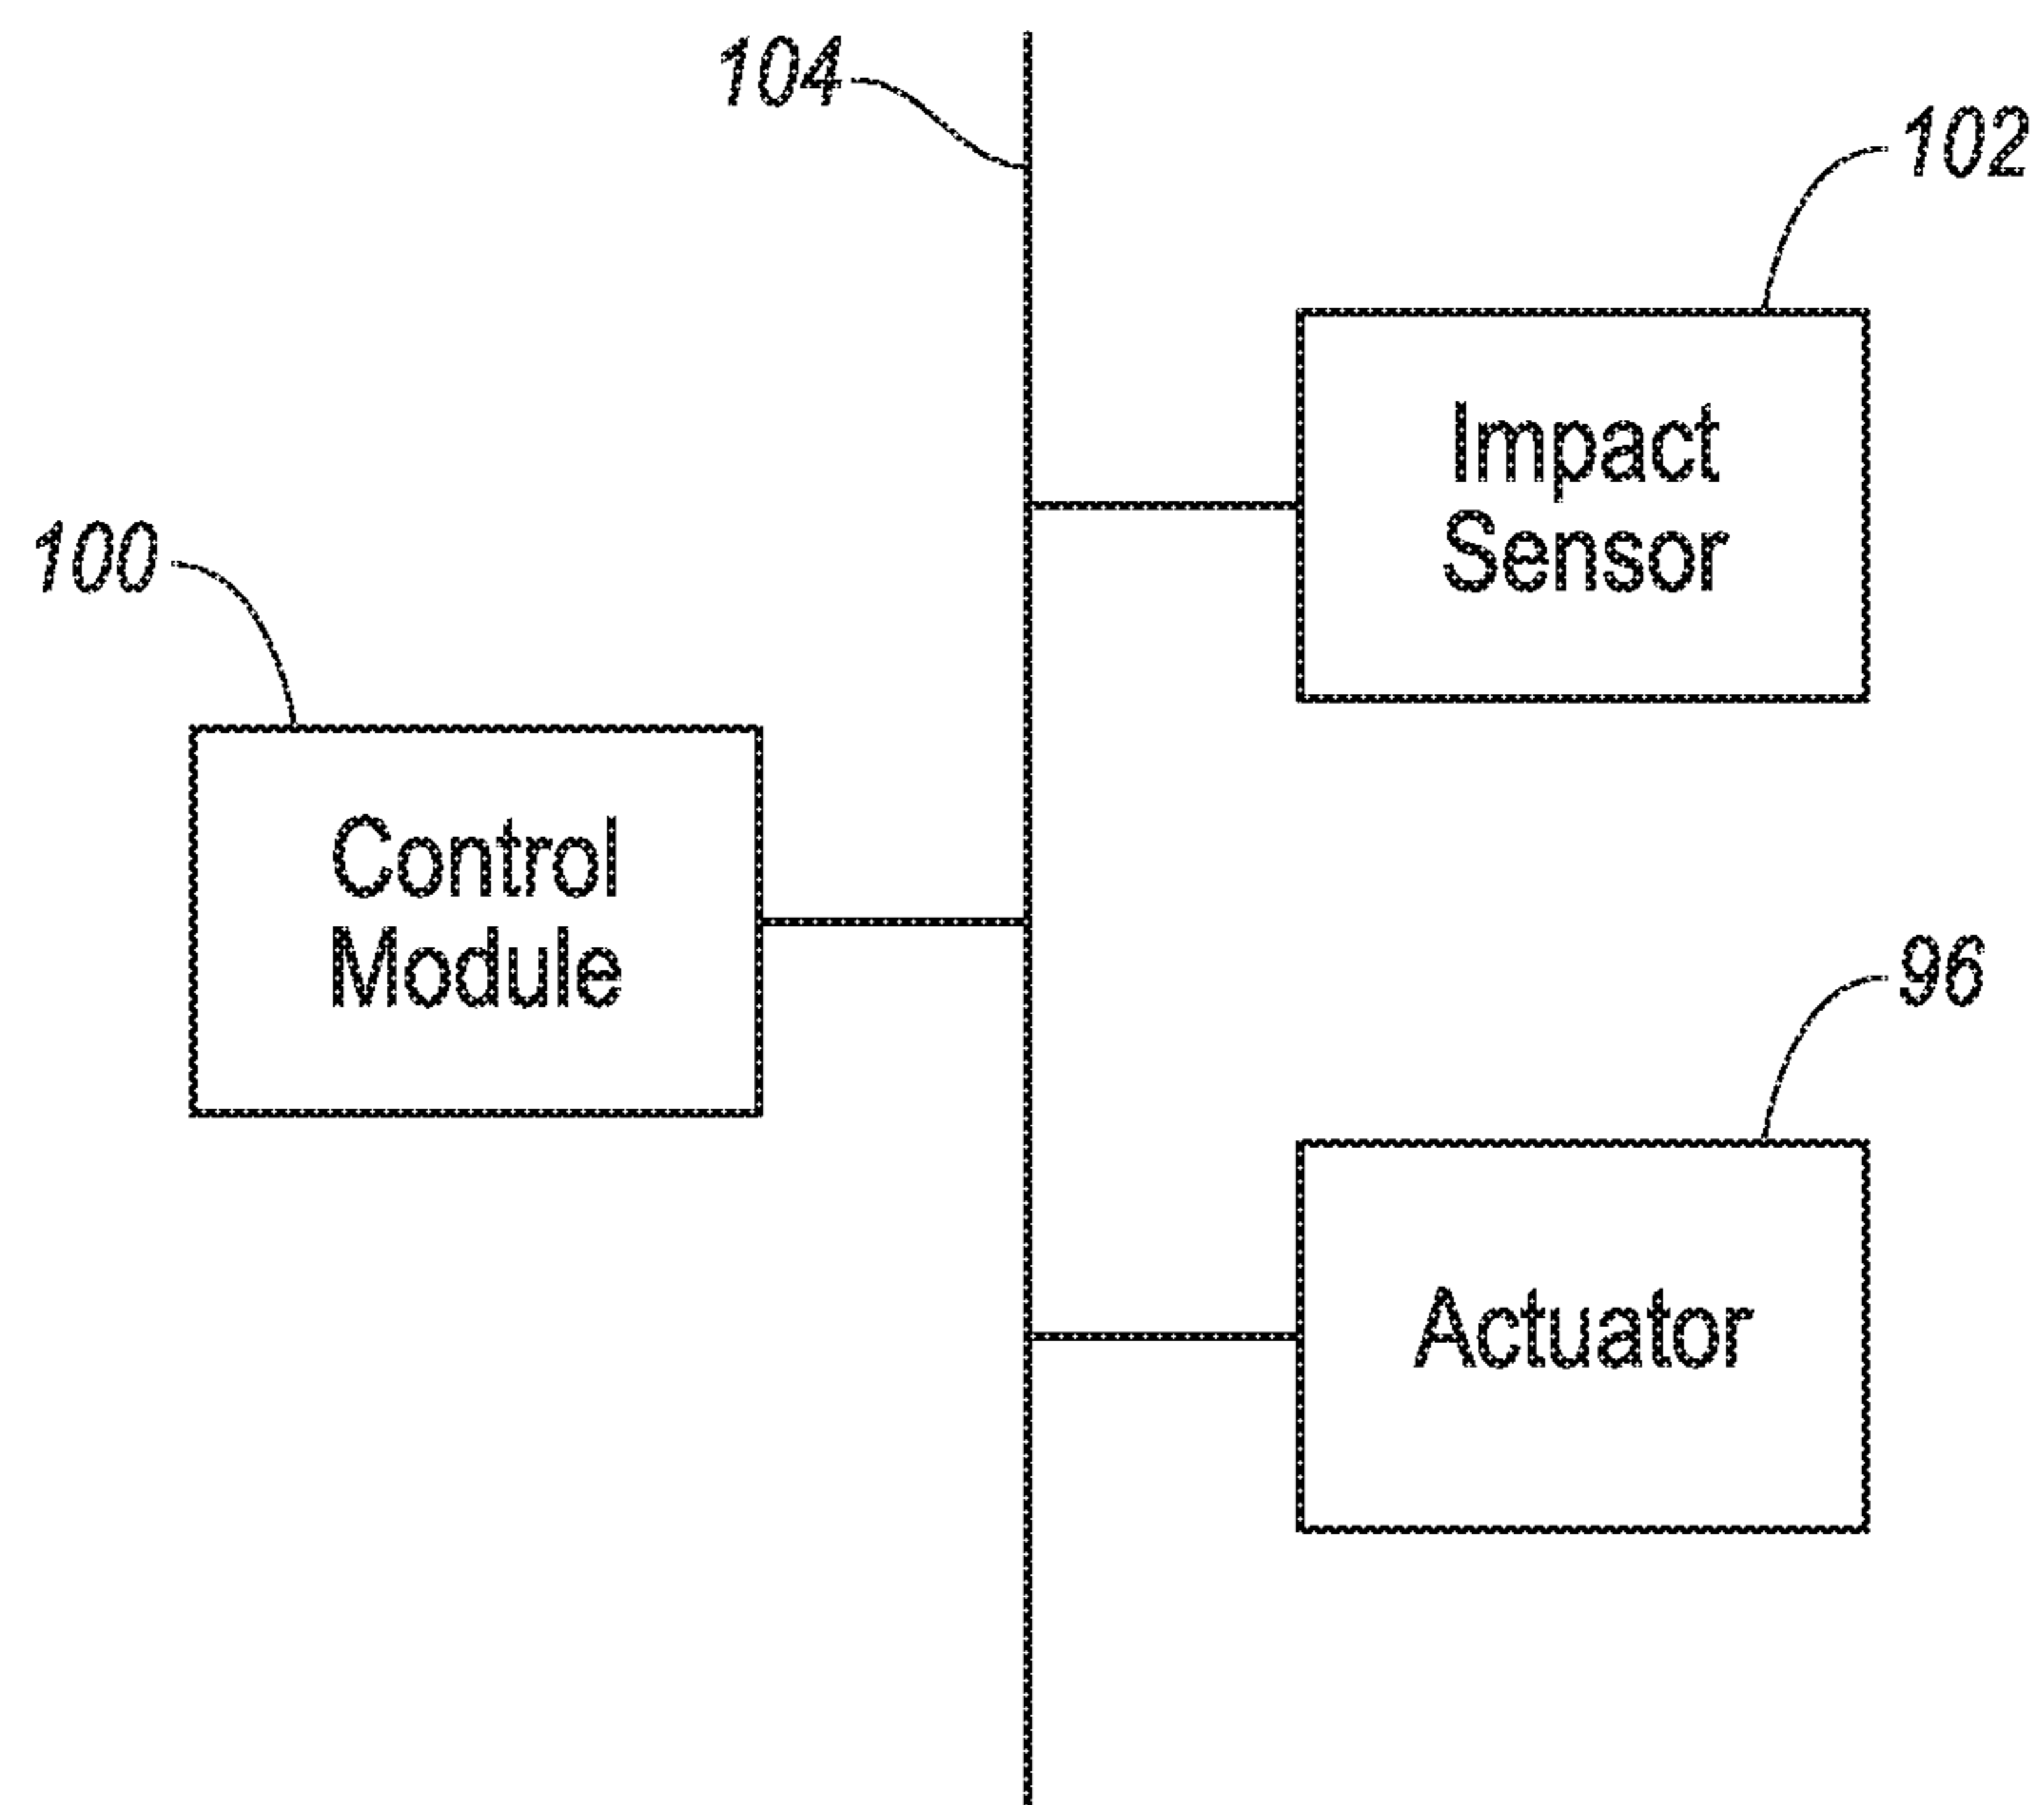 104
102
Impact
Sensor
100
Control
Module
96
Actuator